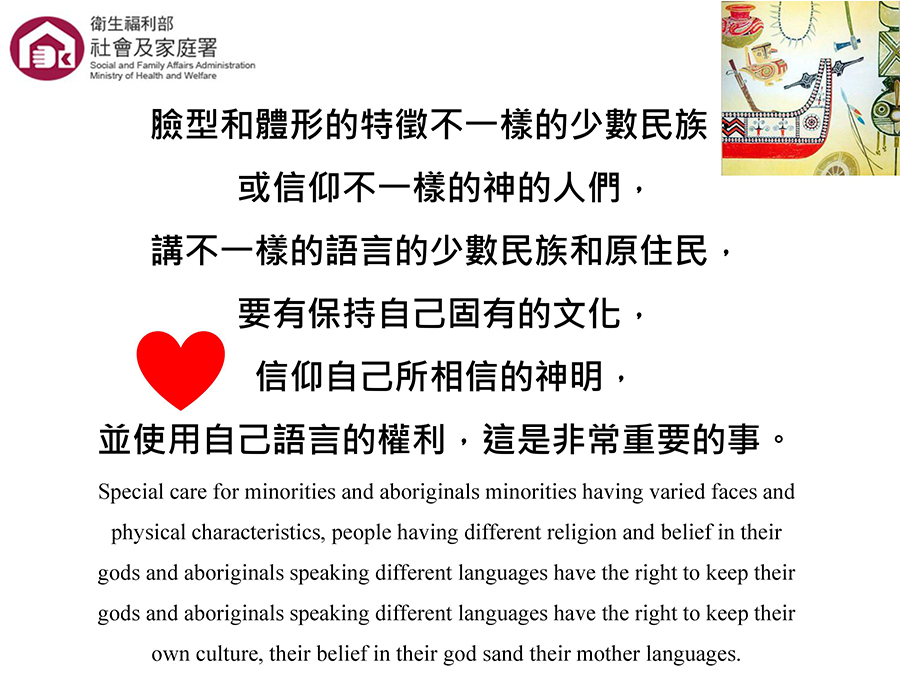 衛生福利部
社會及家庭署
Social and Family Affairs Administration
Ministry of Health and Welfare
臉型和體形的特徵不一樣的少數民族
或信仰不一樣的神的人們，
講不一樣的語言的少數民族和原住民，
要有保持自己固有的文化，
信仰自己所相信的神明，
並使用自己語言的權利，這是非常重要的事。
Special care for minorities and aboriginals minorities having varied faces and
physical characteristics, people having different religion and belief in their
gods and aboriginals speaking different languages have the right to keep their
gods and aboriginals speaking different languages have the right to keep their
own culture, their belief in their god sand their mother languages.